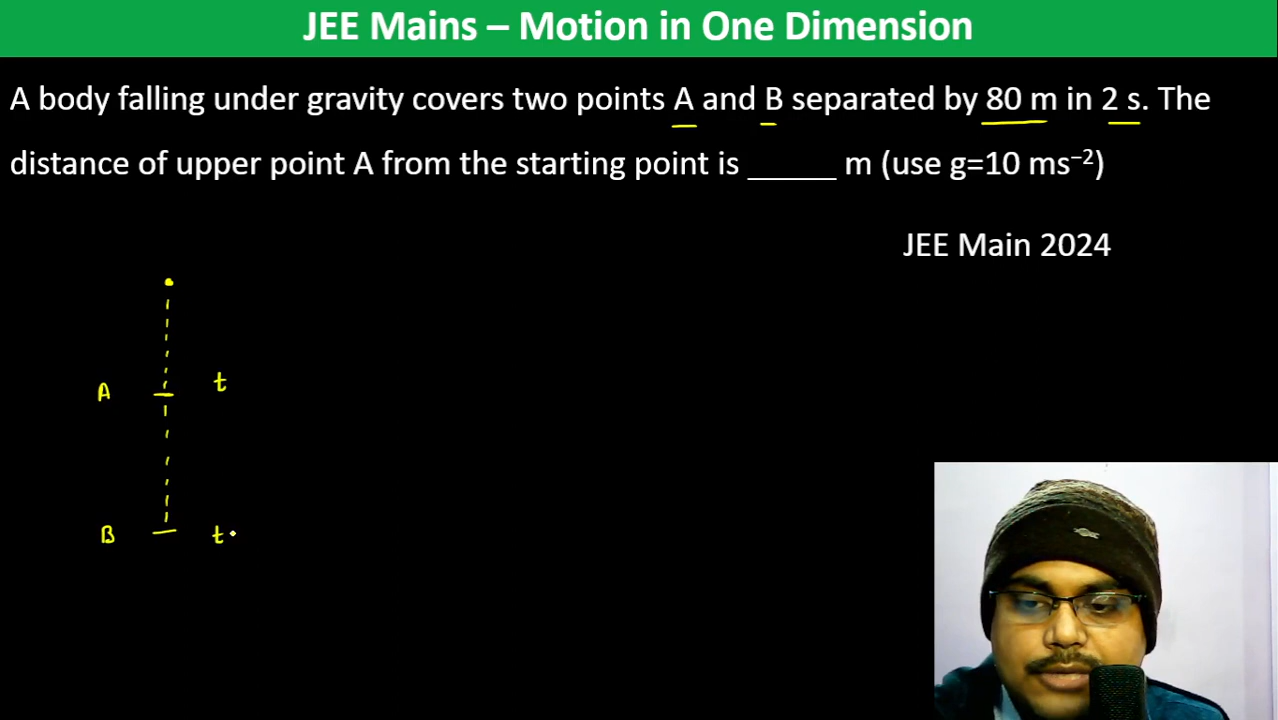 JEE Mains – Motion in One Dimension
A body falling under gravity covers two points A and B separated by 80 m in 2 s. The
distance of upper point A from the starting point is _____ m (use g=10 ms⁻²)
JEE Main 2024
A t
B t